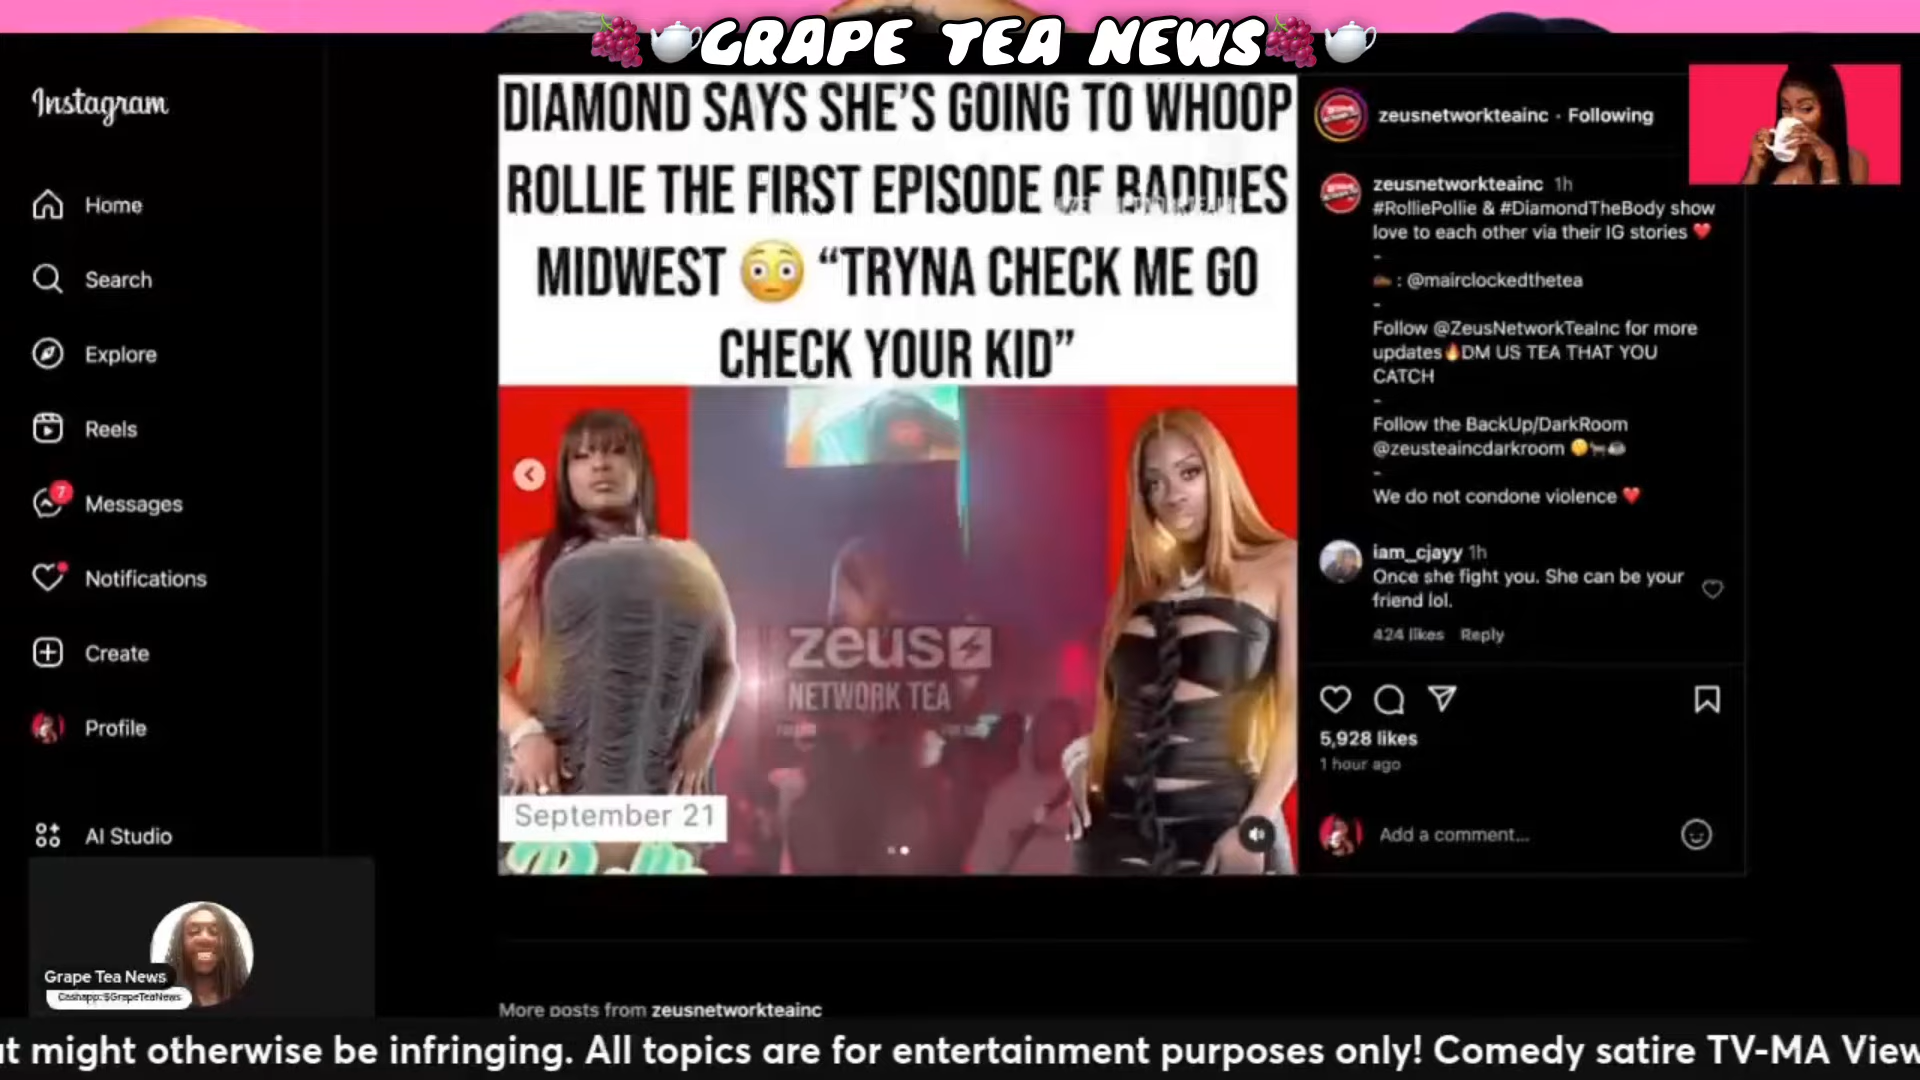 GRAPE TEA NEWS
Instagram
Home
Search
Explore
Reels
7
Messages
Notifications
Create
Profile
AI Studio
DIAMOND SAYS SHE'S GOING TO WHOOP
ROLLIE THE FIRST EPISODE OF BADDIES
MIDWEST 😳 “TRYNA CHECK ME GO
CHECK YOUR KID”
zeus
NETWORK TEA
September 21
zeusnetworkteainc • Following
zeusnetworkteainc 1h
#RolliePollie & #DiamondTheBody show
love to each other via their IG stories ❤️
-
: @mairclockedthetea
-
Follow @ZeusNetworkTeaInc for more
updates🔥DM US TEA THAT YOU
CATCH
-
Follow the BackUp/DarkRoom
@zeusteaincdarkroom
-
We do not condone violence ❤️
iam_cjayy 1h
Once she fight you. She can be your
friend lol.
424 likes Reply
5,928 likes
1 hour ago
Add a comment...
Grape Tea News
Cashapp: $GrapeTeaNews
More posts from zeusnetworkteainc
might otherwise be infringing. All topics are for entertainment purposes only! Comedy satire TV-MA View